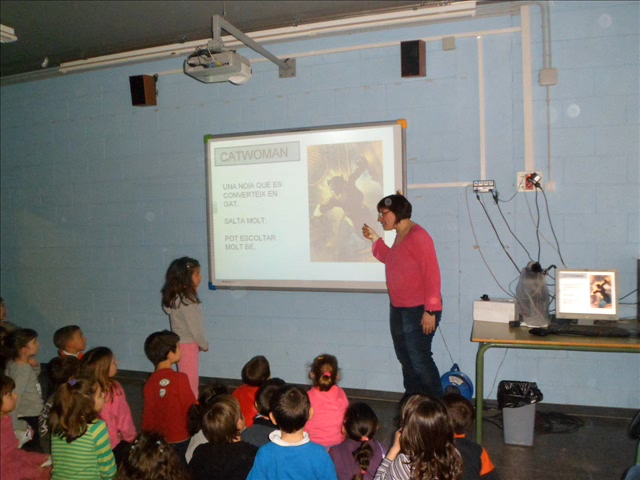 CATWOMAN
UNA NOIA QUE ES
CONVERTEIX EN
GAT.
SALTA MOLT.
POT ESCOLTAR
MOLT BÉ.